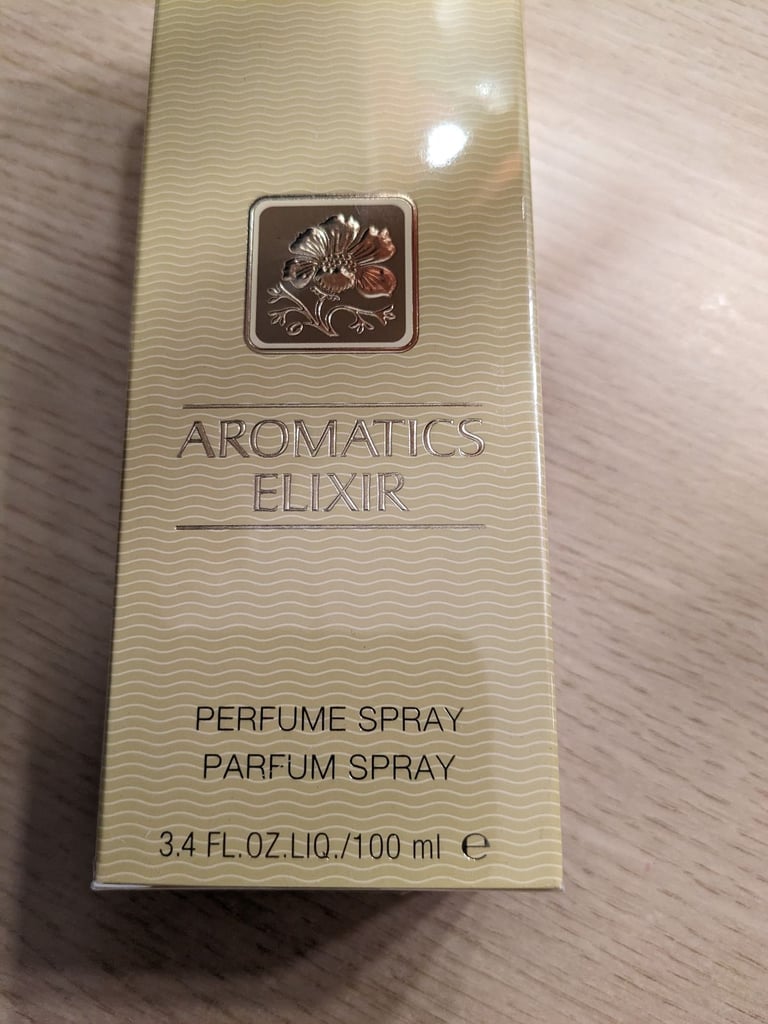 AROMATICS
ELIXIR
PERFUME SPRAY
PARFUM SPRAY
3.4 FL.OZ.LIQ./100 ml ℮